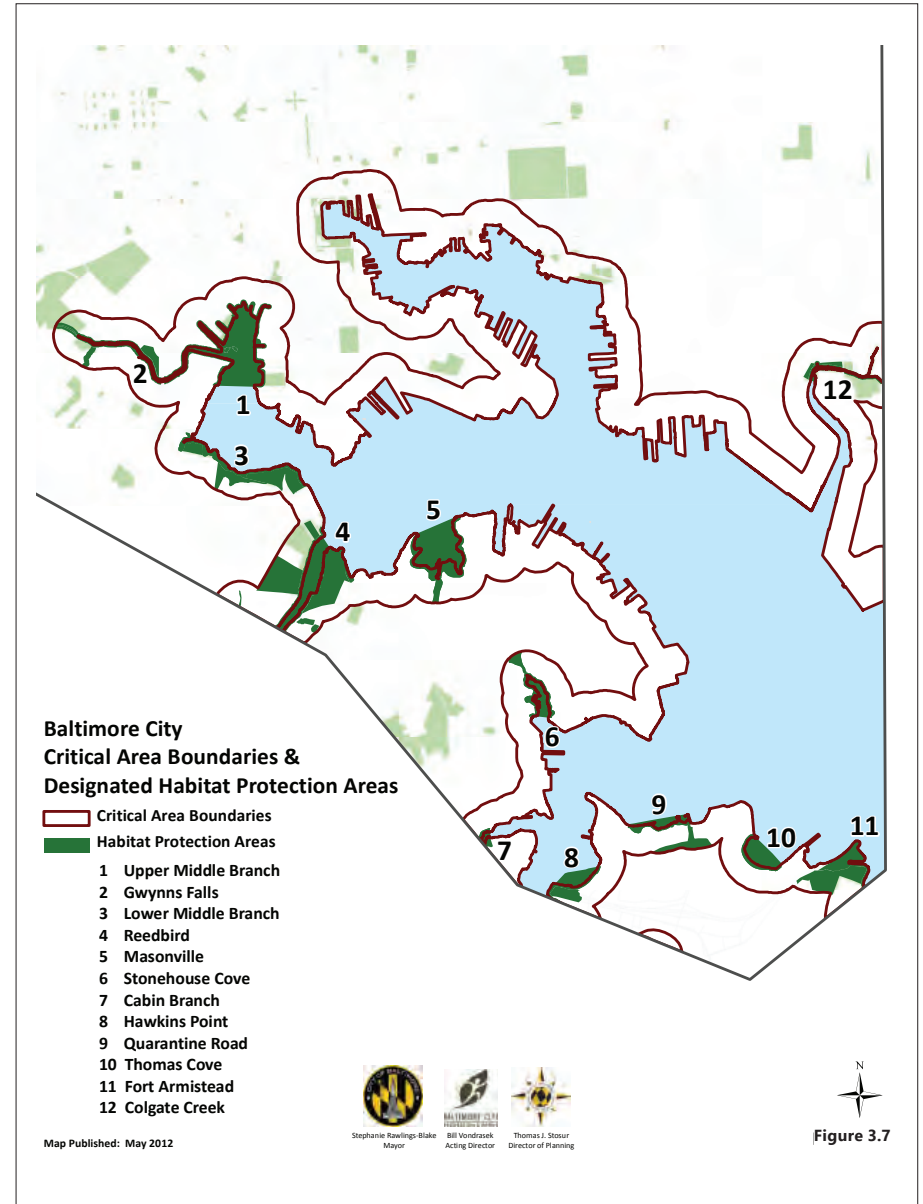 1
2
3
4
5
6
7
8
9
10
11
12
Baltimore City
Critical Area Boundaries &
Designated Habitat Protection Areas
Critical Area Boundaries
Habitat Protection Areas
1 Upper Middle Branch
2 Gwynns Falls
3 Lower Middle Branch
4 Reedbird
5 Masonville
6 Stonehouse Cove
7 Cabin Branch
8 Hawkins Point
9 Quarantine Road
10 Thomas Cove
11 Fort Armistead
12 Colgate Creek
Map Published: May 2012
Stephanie Rawlings-Blake
Mayor
Bill Vondrasek
Acting Director
Thomas J. Stosur
Director of Planning
N
Figure 3.7